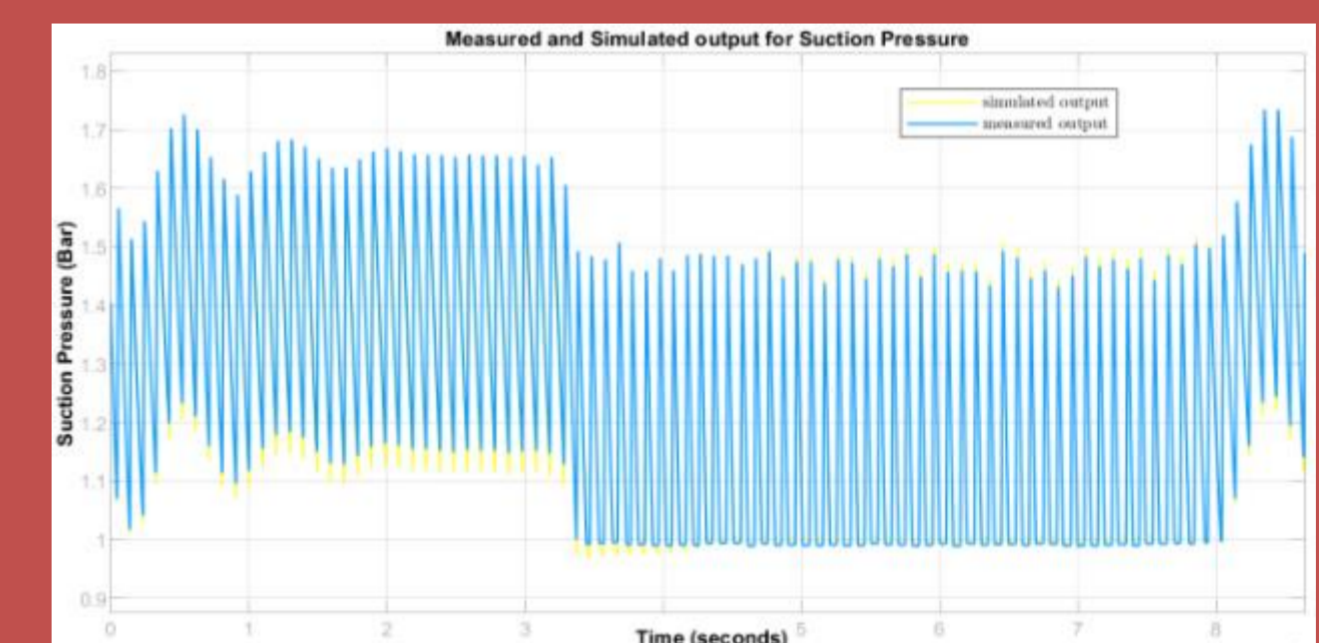 Measured and Simulated output for Suction Pressure
simulated output
measured output
Suction Pressure (Bar)
1.8
1.7
1.6
1.5
1.4
1.3
1.2
1.1
1
0.9
0 1 2 3 5 6 7 8
Time (seconds)